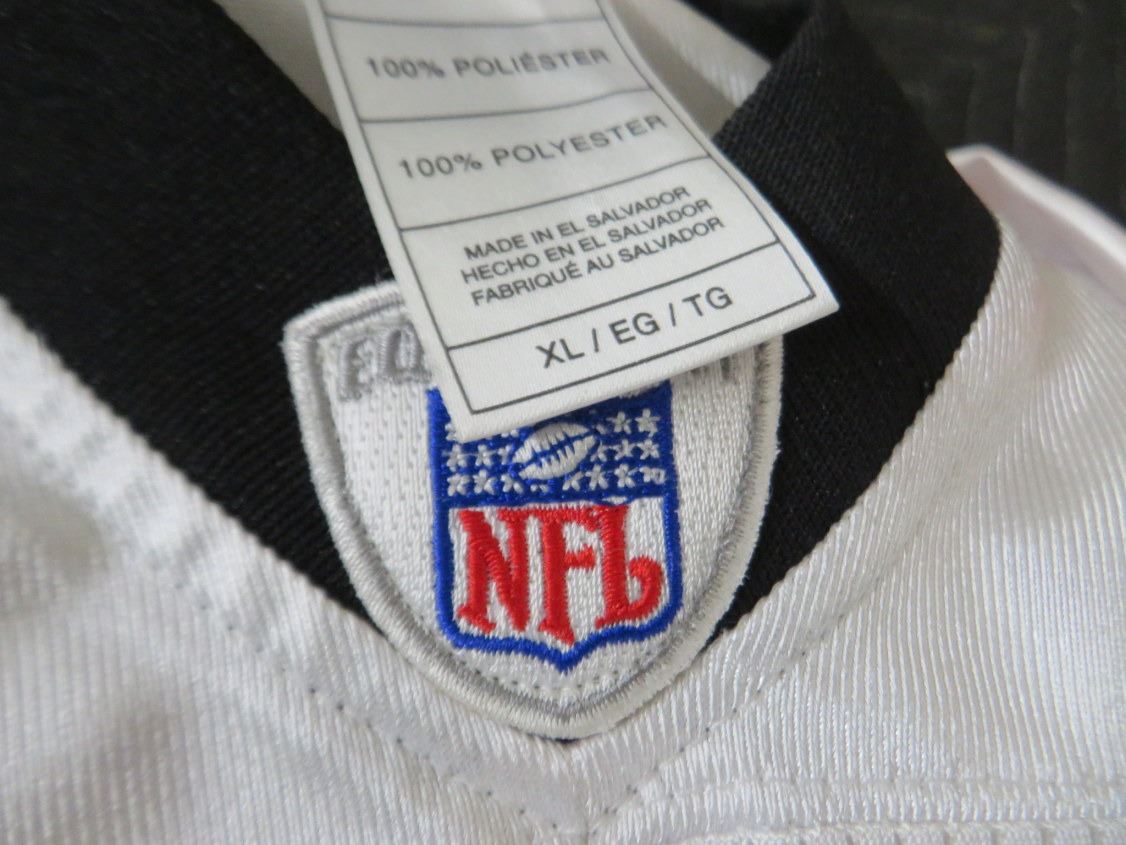 100% POLIÉSTER
100% POLYESTER
MADE IN EL SALVADOR
HECHO EN EL SALVADOR
FABRIQUÉ AU SALVADOR
XL / EG / TG
NFL